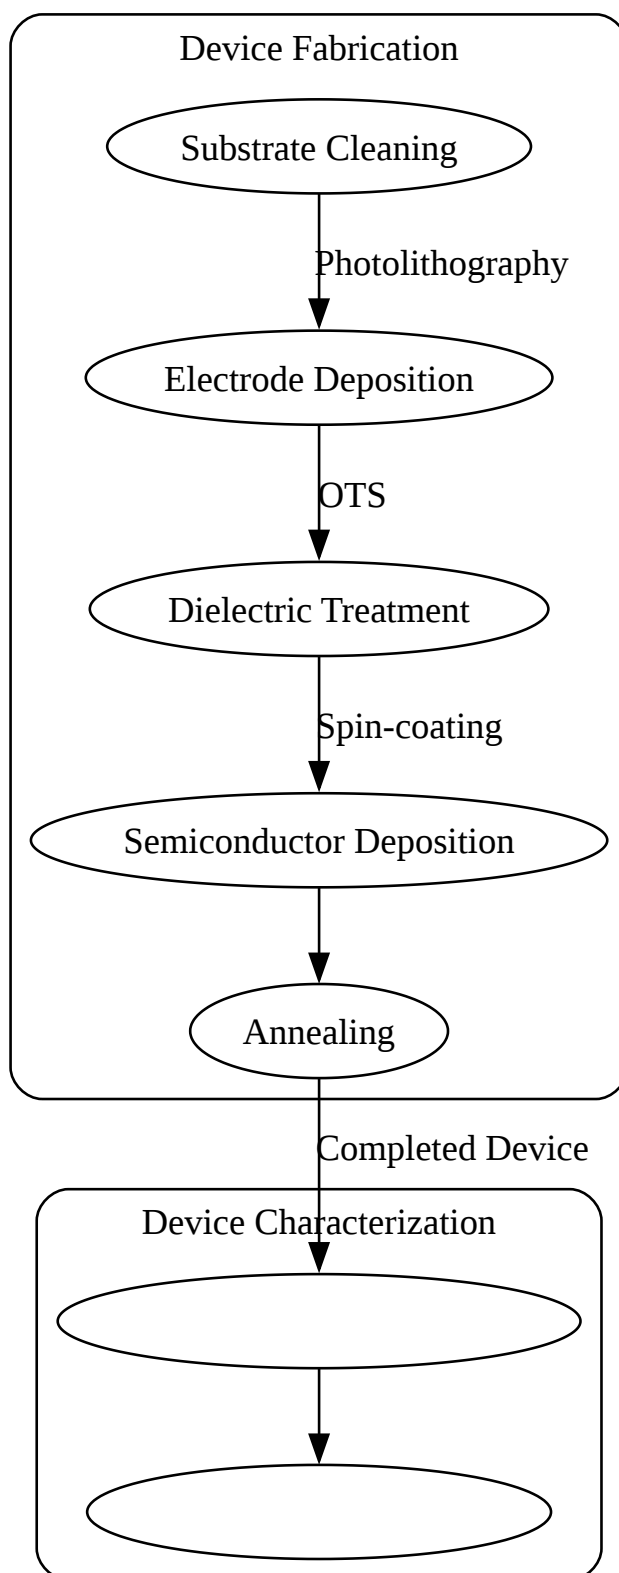 Device Fabrication
Substrate Cleaning
Photolithography
Electrode Deposition
OTS
Dielectric Treatment
Spin-coating
Semiconductor Deposition
Annealing
Completed Device
Device Characterization